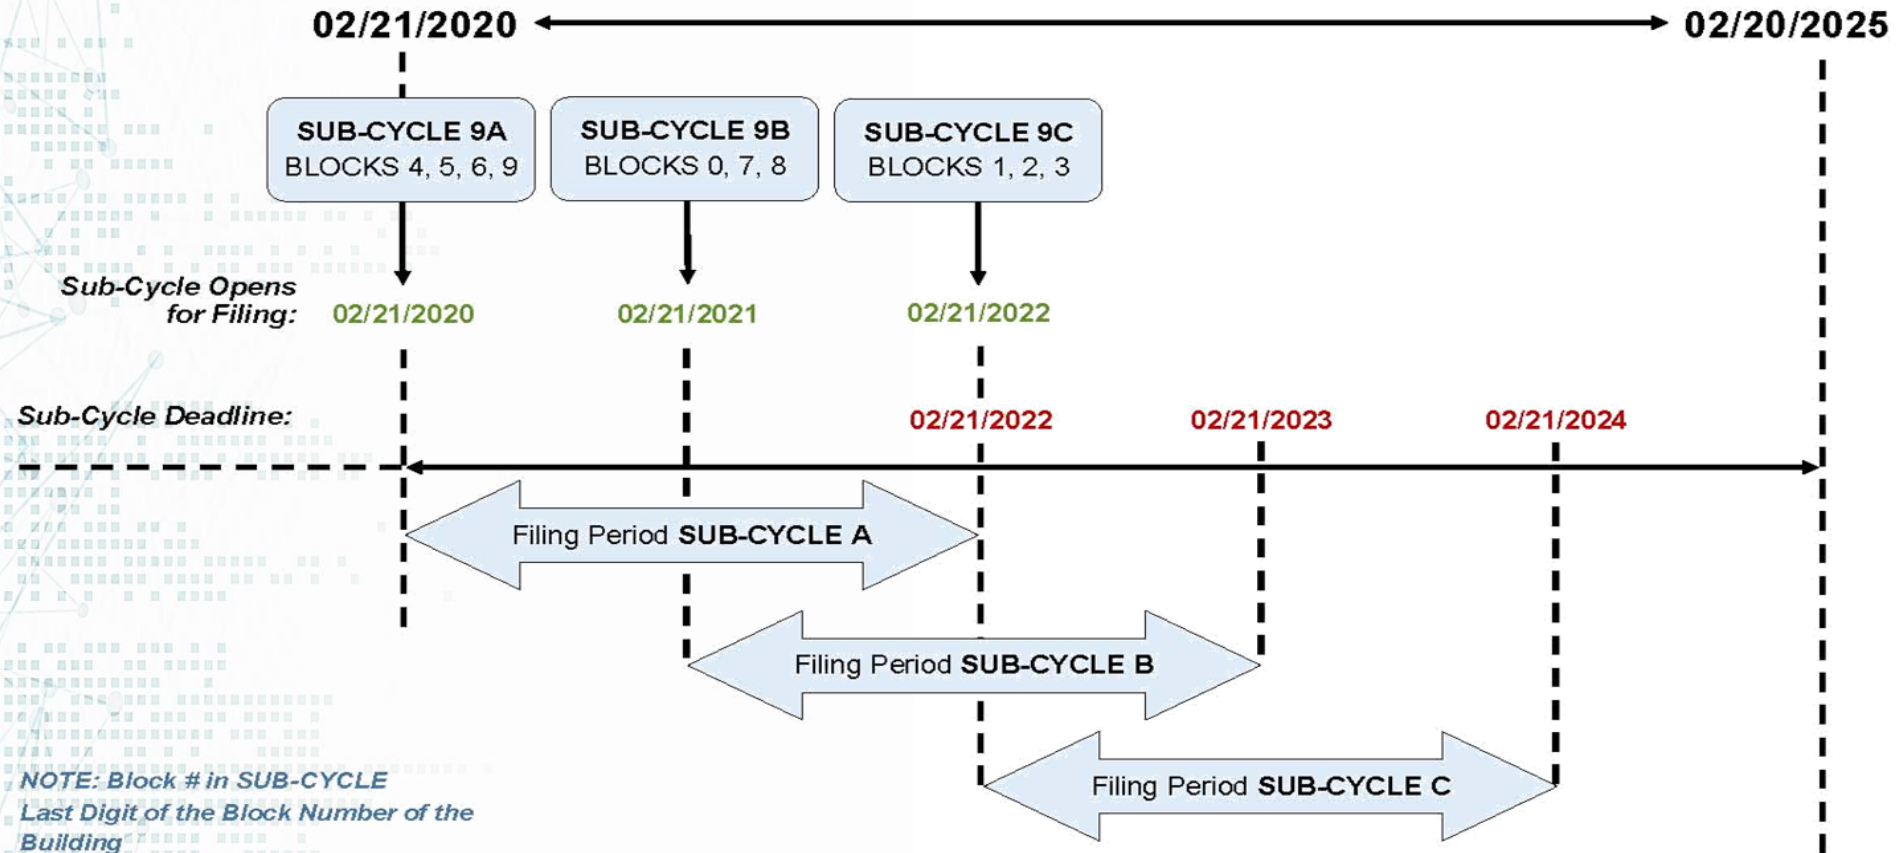 02/21/2020 02/20/2025
SUB-CYCLE 9A
BLOCKS 4, 5, 6, 9
SUB-CYCLE 9B
BLOCKS 0, 7, 8
SUB-CYCLE 9C
BLOCKS 1, 2, 3
Sub-Cycle Opens
for Filing: 02/21/2020 02/21/2021 02/21/2022
Sub-Cycle Deadline: 02/21/2022 02/21/2023 02/21/2024
Filing Period SUB-CYCLE A
Filing Period SUB-CYCLE B
Filing Period SUB-CYCLE C
NOTE: Block # in SUB-CYCLE
Last Digit of the Block Number of the
Building